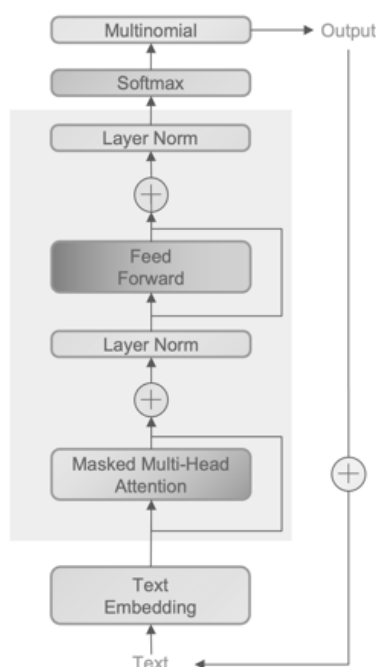 Multinomial
Output
Softmax
Layer Norm
Feed
Forward
Layer Norm
Masked Multi-Head
Attention
Text
Embedding
Text